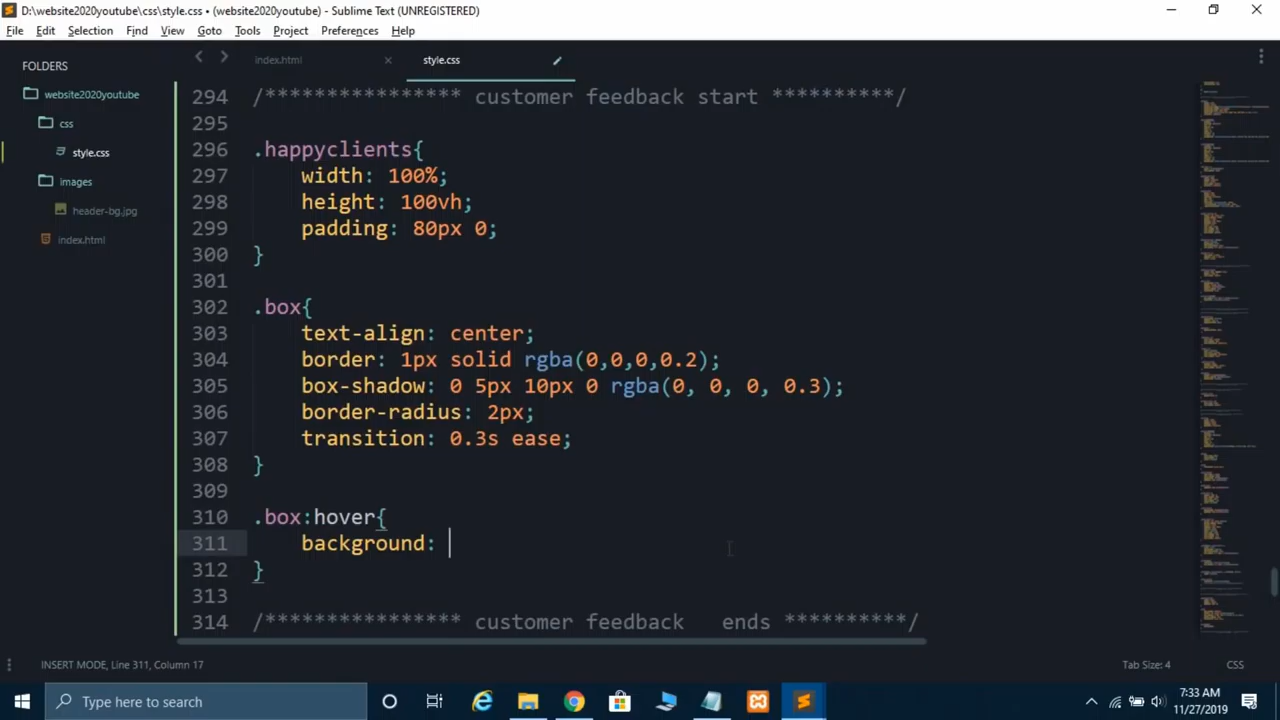 D:\website2020youtube\css\style.css • (website2020youtube) - Sublime Text (UNREGISTERED)
File Edit Selection Find View Goto Tools Project Preferences Help
FOLDERS
website2020youtube
css
style.css
images
header-bg.jpg
index.html
index.html
style.css
294 /*************** customer feedback start **********/
295
296 .happyclients{
297 width: 100%;
298 height: 100vh;
299 padding: 80px 0;
300 }
301
302 .box{
303 text-align: center;
304 border: 1px solid rgba(0,0,0,0.2);
305 box-shadow: 0 5px 10px 0 rgba(0, 0, 0, 0.3);
306 border-radius: 2px;
307 transition: 0.3s ease;
308 }
309
310 .box:hover{
311 background:
312 }
313
314 /*************** customer feedback   ends **********/
INSERT MODE, Line 311, Column 17
Tab Size: 4
CSS
Type here to search
7:33 AM
11/27/2019